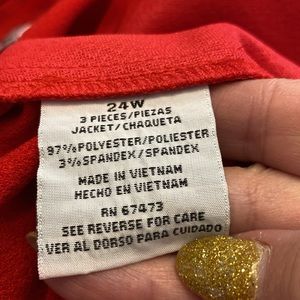 24W
3 PIECES/PIEZAS
JACKET/CHAQUETA
97%POLYESTER/POLIESTER
3%SPANDEX/SPANDEX
MADE IN VIETNAM
HECHO EN VIETNAM
RN 67473
SEE REVERSE FOR CARE
VER AL DORSO PARA CUIDADO